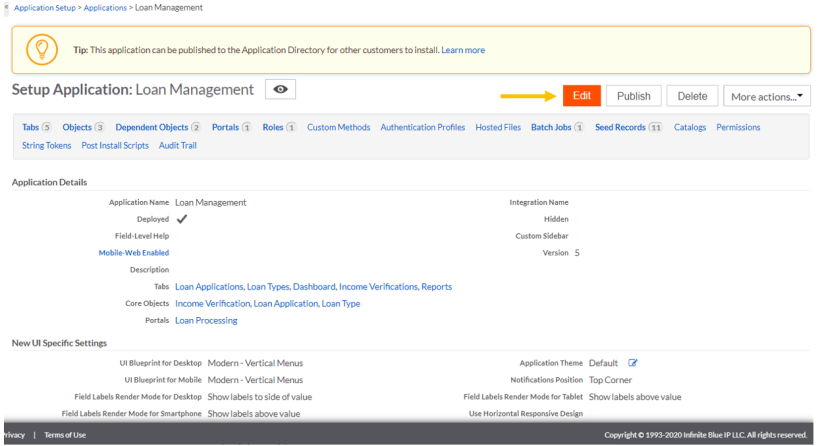 Application Setup > Applications > Loan Management
Tip: This application can be published to the Application Directory for other customers to install. Learn more
Setup Application: Loan Management
Edit Publish Delete More actions...
Tabs 5 Objects 3 Dependent Objects 2 Portals 1 Roles 1 Custom Methods Authentication Profiles Hosted Files Batch Jobs 1 Seed Records 11 Catalogs Permissions
String Tokens Post Install Scripts Audit Trail
Application Details
Application Name Loan Management Integration Name
Deployed Hidden
Field-Level Help Custom Sidebar
Mobile-Web Enabled Version 5
Description
Tabs Loan Applications, Loan Types, Dashboard, Income Verifications, Reports
Core Objects Income Verification, Loan Application, Loan Type
Portals Loan Processing
New UI Specific Settings
UI Blueprint for Desktop Modern - Vertical Menus Application Theme Default
UI Blueprint for Mobile Modern - Vertical Menus Notifications Position Top Corner
Field Labels Render Mode for Desktop Show labels to side of value Field Labels Render Mode for Tablet Show labels above value
Field Labels Render Mode for Smartphone Show labels above value Use Horizontal Responsive Design
rivacy | Terms of Use Copyright © 1993-2020 Infinite Blue IP LLC. All rights reserved.